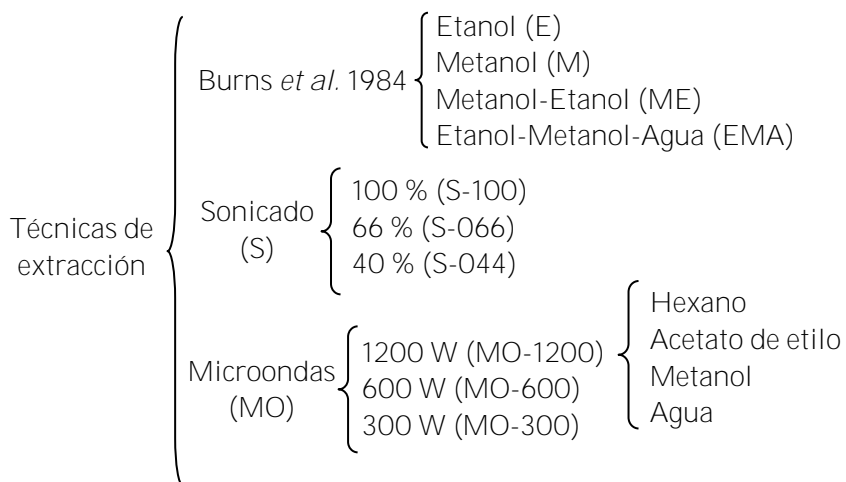 Técnicas de
extracción
Burns et al. 1984
Etanol (E)
Metanol (M)
Metanol-Etanol (ME)
Etanol-Metanol-Agua (EMA)
Sonicado
(S)
100 % (S-100)
66 % (S-066)
40 % (S-044)
Microondas
(MO)
1200 W (MO-1200)
600 W (MO-600)
300 W (MO-300)
Hexano
Acetato de etilo
Metanol
Agua